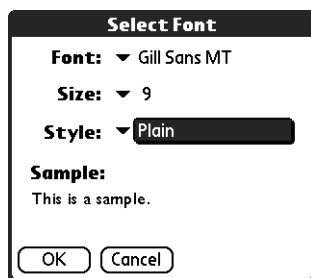 Select Font
Font: Gill Sans MT
Size: 9
Style: Plain
Sample:
This is a sample.
OK Cancel